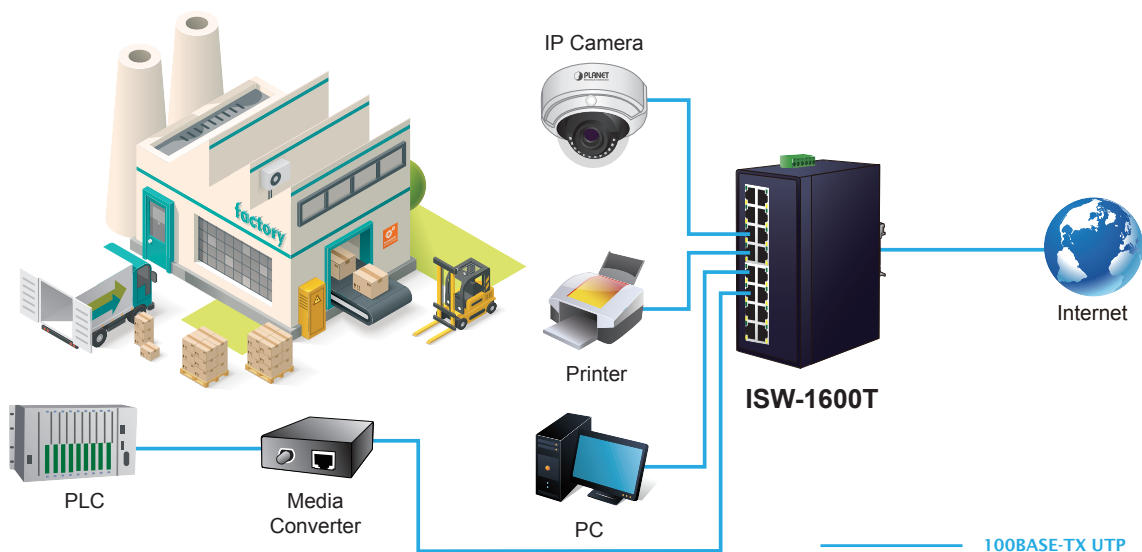 IP Camera
PLANET
factory
Printer
ISW-1600T
Internet
PLC
Media
Converter
PC
100BASE-TX UTP